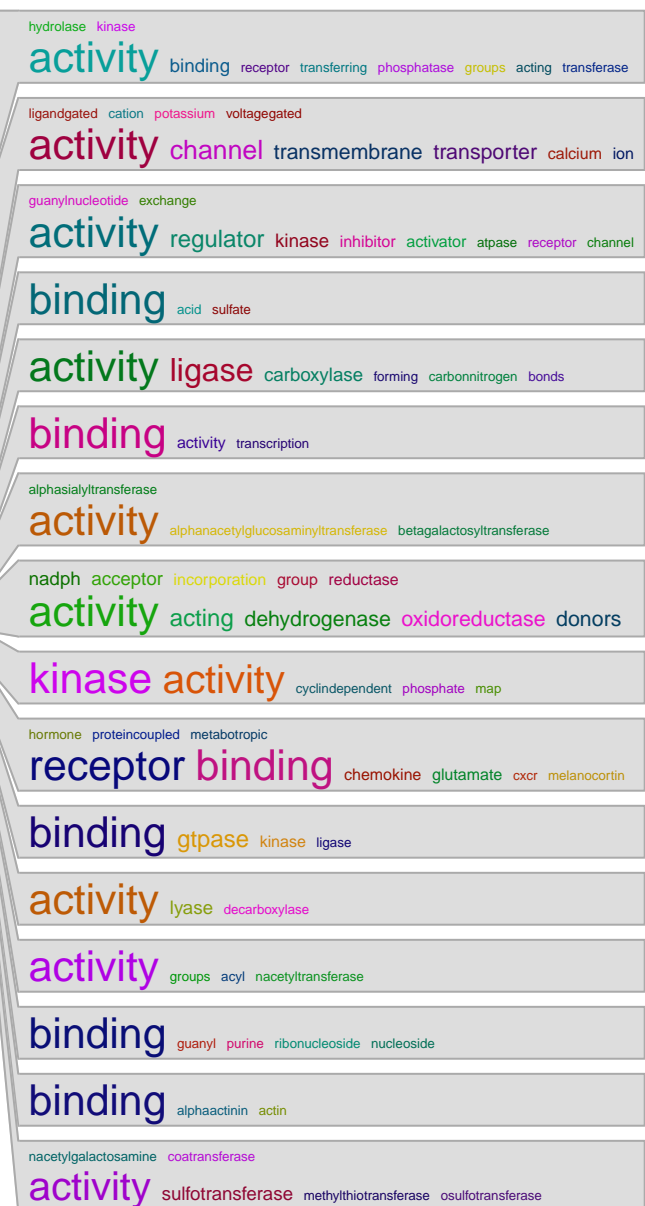 hydrolase kinase
activity binding receptor transferring phosphatase groups acting transferase
ligandgated cation potassium voltagegated
activity channel transmembrane transporter calcium ion
guanylnucleotide exchange
activity regulator kinase inhibitor activator atpase receptor channel
binding acid sulfate
activity ligase carboxylase forming carbonnitrogen bonds
binding activity transcription
alphasialyltransferase
activity alphanacetylglucosaminyltransferase betagalactosyltransferase
nadph acceptor incorporation group reductase
activity acting dehydrogenase oxidoreductase donors
kinase activity cyclindependent phosphate map
hormone proteincoupled metabotropic
receptor binding chemokine glutamate cxcr melanocortin
binding gtpase kinase ligase
activity lyase decarboxylase
activity groups acyl nacetyltransferase
binding guanyl purine ribonucleoside nucleoside
binding alphaactinin actin
nacetylgalactosamine coatransferase
activity sulfotransferase methylthiotransferase osulfotransferase